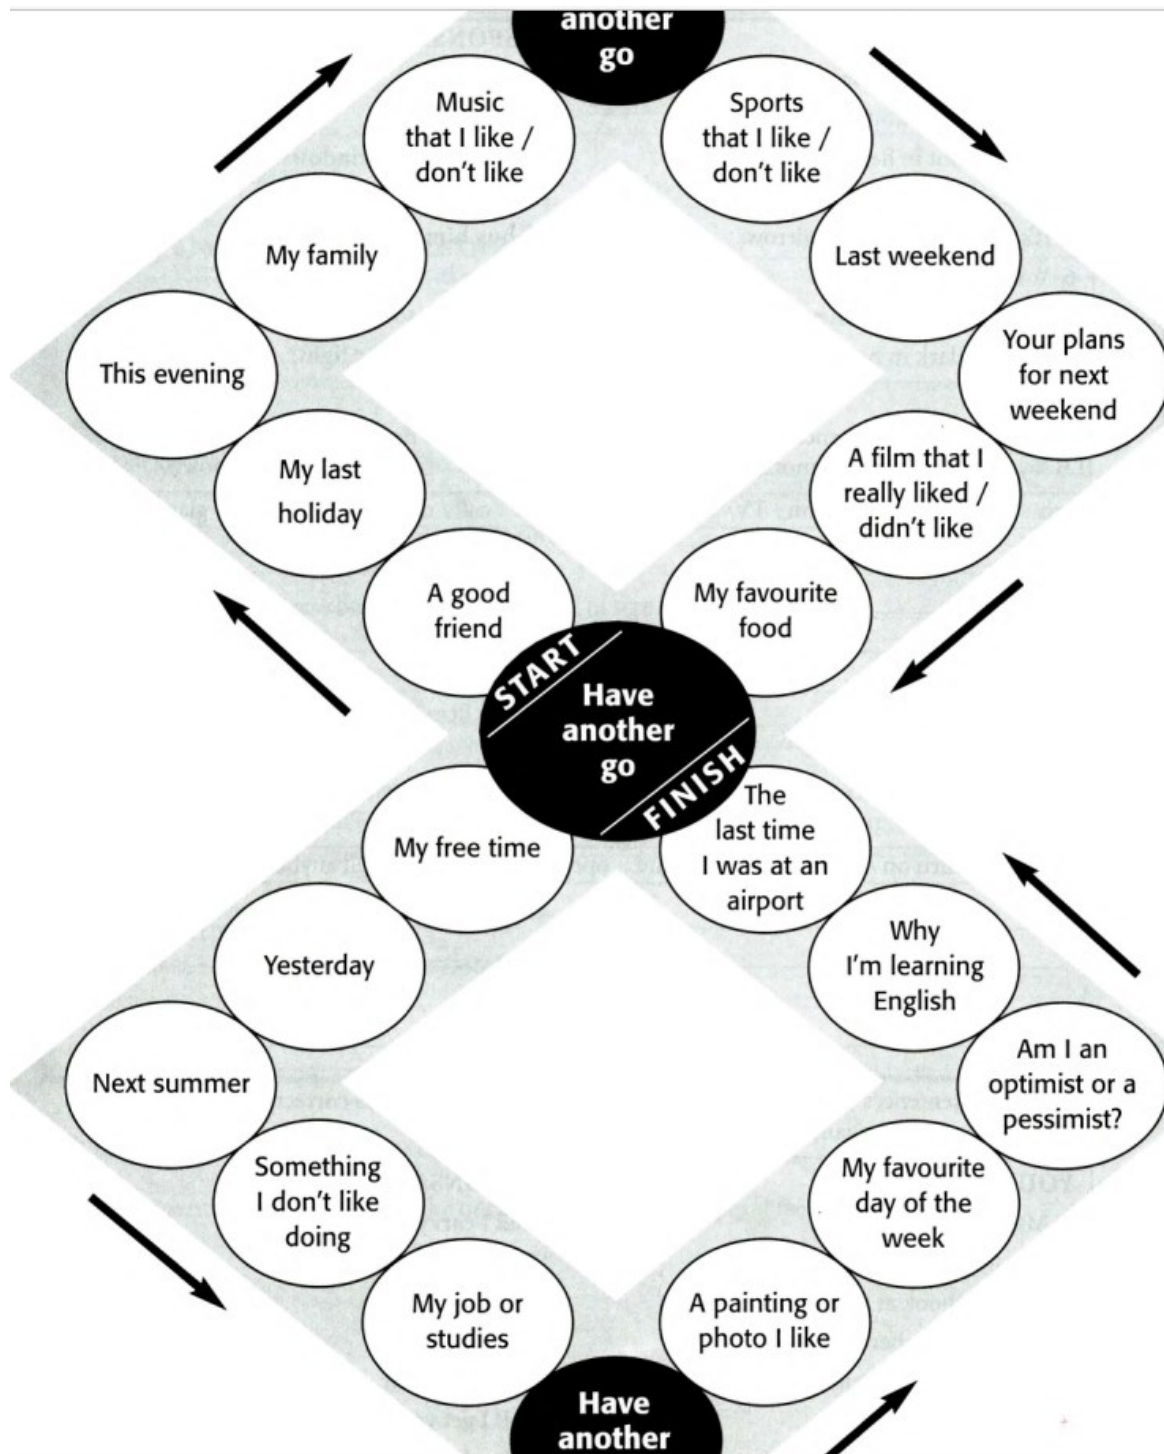 another
go
Music
that I like /
don't like
Sports
that I like /
don't like
My family
Last weekend
This evening
Your plans
for next
weekend
My last
holiday
A film that I
really liked /
didn't like
A good
friend
My favourite
food
START
Have
another
go
FINISH
My free time
The
last time
I was at an
airport
Yesterday
Why
I'm learning
English
Next summer
Am I an
optimist or a
pessimist?
Something
I don't like
doing
My favourite
day of the
week
My job or
studies
A painting or
photo I like
Have
another